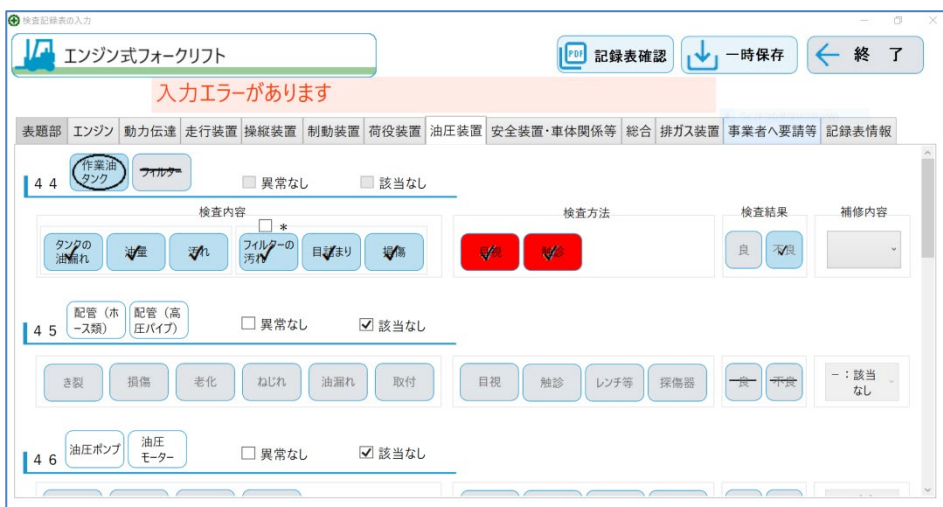 検査記録表の入力
エンジン式フォークリフト
PDF 記録表確認
一時保存
終 了
入力エラーがあります
表題部 エンジン 動力伝達 走行装置 操縦装置 制動装置 荷役装置 油圧装置 安全装置・車体関係等 総合 排ガス装置 事業者へ要請等 記録表情報
44 作業油タンク フィルター 異常なし 該当なし
検査内容 検査方法 検査結果 補修内容
*
タンクの油漏れ 油量 汚れ フィルターの汚れ 目詰まり 損傷 目視 触診 良 不良
45 配管（ホース類） 配管（高圧パイプ） 異常なし 該当なし
き裂 損傷 老化 ねじれ 油漏れ 取付 目視 触診 レンチ等 探傷器 良 不良 －：該当なし
46 油圧ポンプ 油圧モーター 異常なし 該当なし